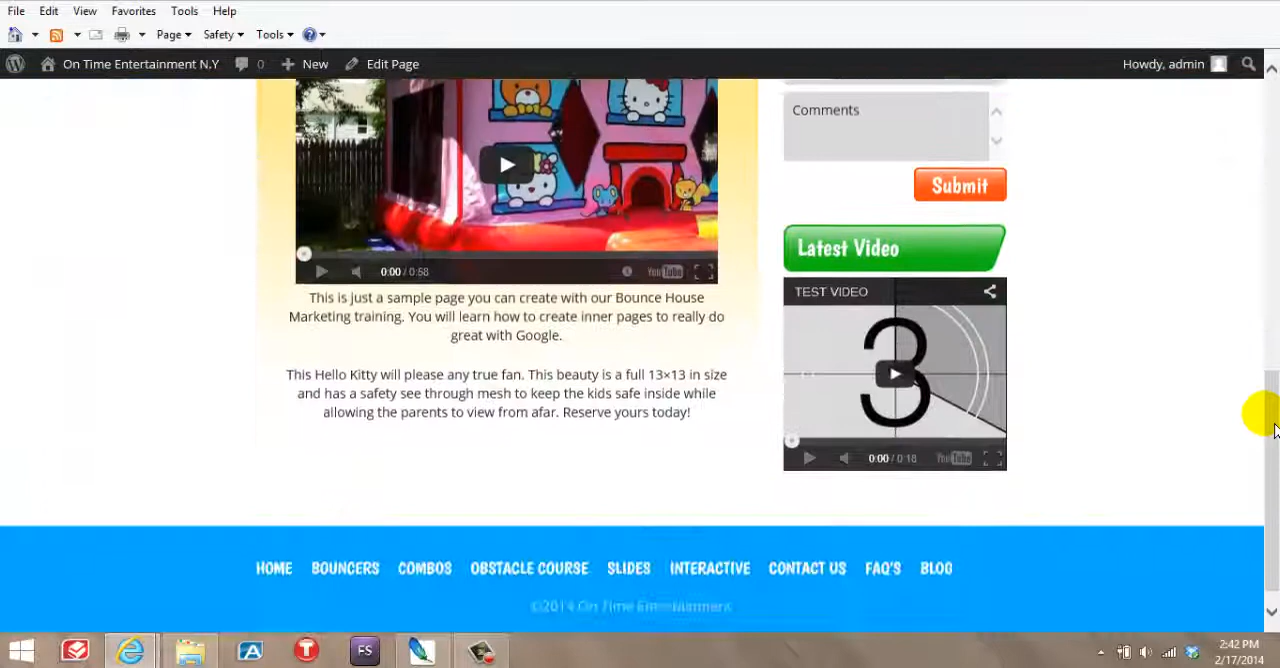 File Edit View Favorites Tools Help
Page Safety Tools
On Time Entertainment N.Y 0 New Edit Page Howdy, admin
Comments
Submit
Latest Video
TEST VIDEO
3
0:00 / 0:58 YouTube
This is just a sample page you can create with our Bounce House
Marketing training. You will learn how to create inner pages to really do
great with Google.
This Hello Kitty will please any true fan. This beauty is a full 13×13 in size
and has a safety see through mesh to keep the kids safe inside while
allowing the parents to view from afar. Reserve yours today!
0:00 / 0:18 YouTube
HOME BOUNCERS COMBOS OBSTACLE COURSE SLIDES INTERACTIVE CONTACT US FAQ'S BLOG
©2014 On Time Entertainment
FS
2:42 PM
2/17/2014